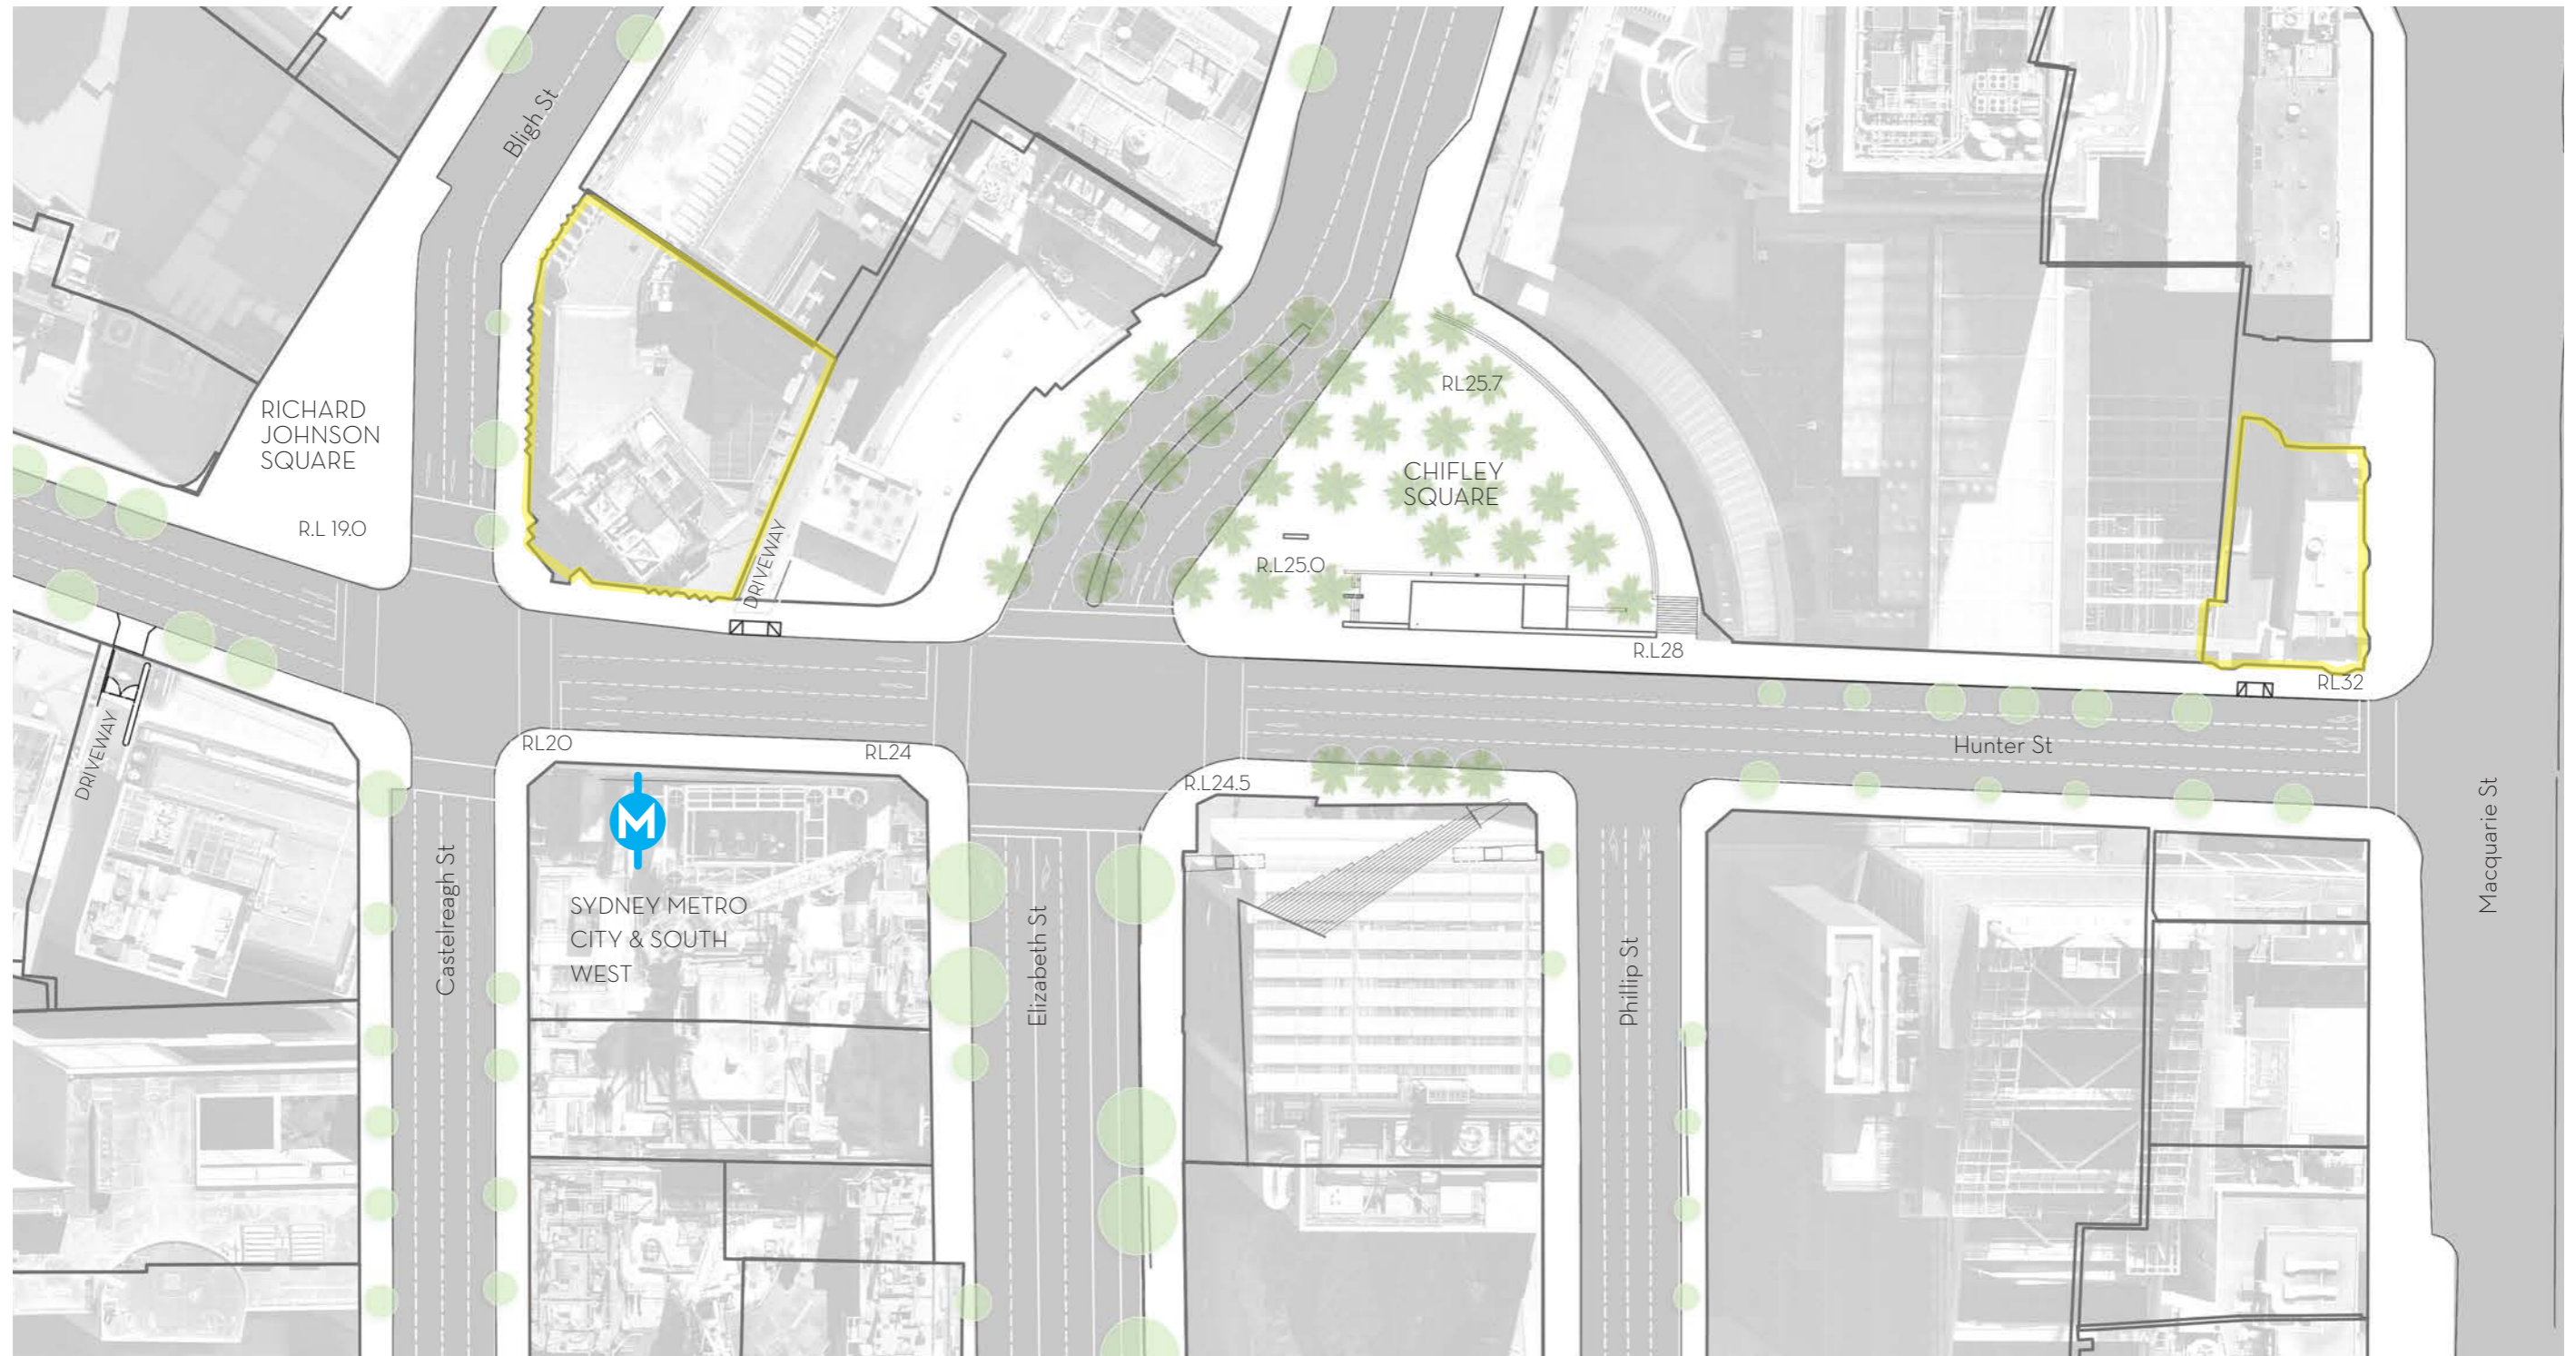 Bligh St
RICHARD
JOHNSON
SQUARE
R.L 19.0
DRIVEWAY
RL25.7
CHIFLEY
SQUARE
R.L25.0
R.L28
RL32
DRIVEWAY
RL20
RL24
R.L24.5
Hunter St
M
SYDNEY METRO
CITY & SOUTH
WEST
Castelreagh St
Elizabeth St
Phillip St
Macquarie St